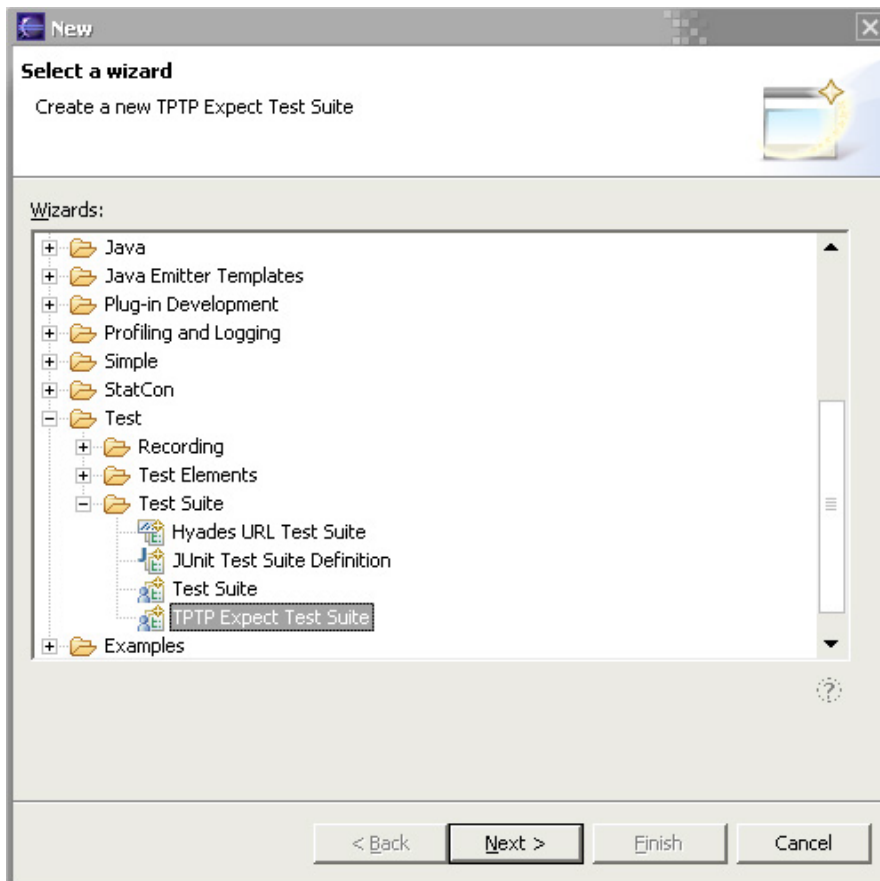 New
Select a wizard
Create a new TPTP Expect Test Suite
Wizards:
Java
Java Emitter Templates
Plug-in Development
Profiling and Logging
Simple
StatCon
Test
Recording
Test Elements
Test Suite
Hyades URL Test Suite
JUnit Test Suite Definition
Test Suite
TPTP Expect Test Suite
Examples
?
< Back Next > Finish Cancel